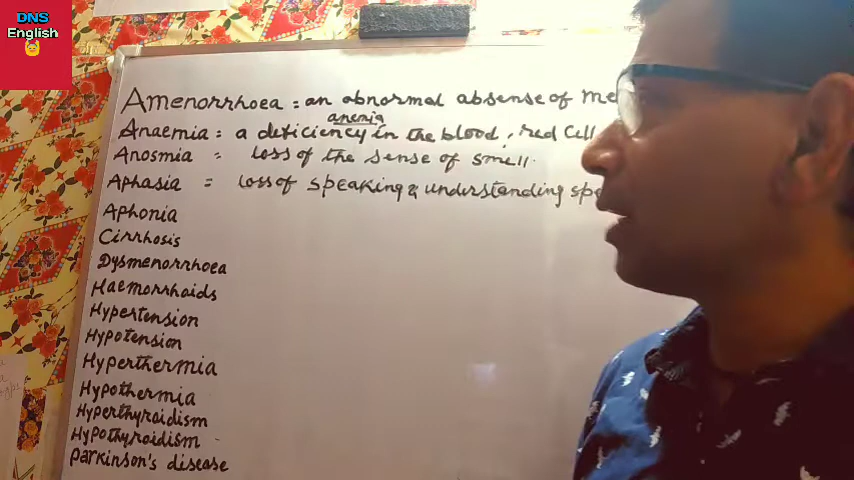 DNS
English
Amenorrhoea = an abnormal absense of me
anemia
Anaemia = a deficiency in the blood, red cell
Anosmia = loss of the sense of smell.
Aphasia = loss of speaking & understanding spe
Aphonia
Cirrhosis
Dysmenorrhoea
Haemorrhoids
Hypertension
Hypotension
Hyperthermia
Hypothermia
Hyperthyroidism
Hypothyroidism
Parkinson's disease